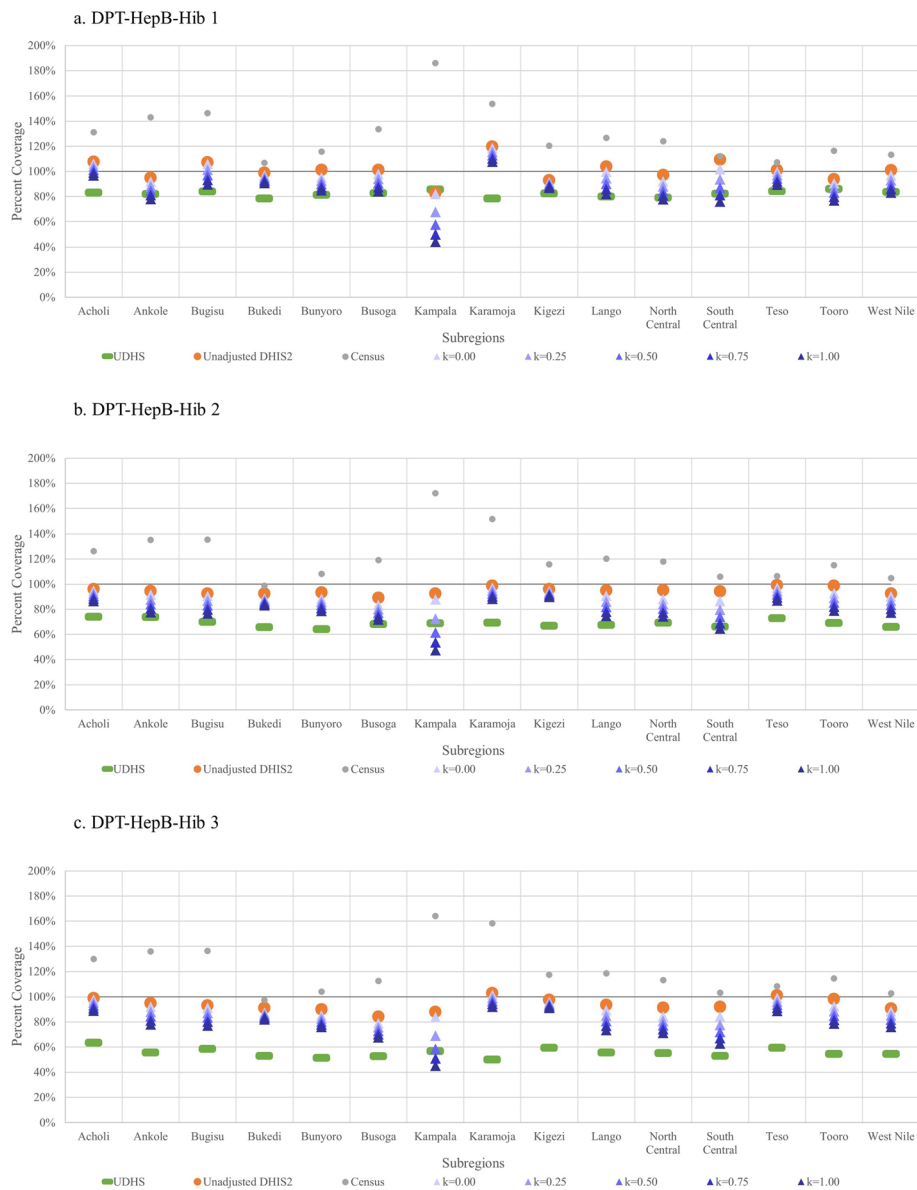 a. DPT-HepB-Hib 1
200%
180%
160%
140%
120%
100%
80%
60%
40%
20%
0%
Percent Coverage
Acholi Ankole Bugisu Bukedi Bunyoro Busoga Kampala Karamoja Kigezi Lango North Central South Central Teso Tooro West Nile
Subregions
UDHS Unadjusted DHIS2 Census k=0.00 k=0.25 k=0.50 k=0.75 k=1.00
b. DPT-HepB-Hib 2
200%
180%
160%
140%
120%
100%
80%
60%
40%
20%
0%
Percent Coverage
Acholi Ankole Bugisu Bukedi Bunyoro Busoga Kampala Karamoja Kigezi Lango North Central South Central Teso Tooro West Nile
Subregions
UDHS Unadjusted DHIS2 Census k=0.00 k=0.25 k=0.50 k=0.75 k=1.00
c. DPT-HepB-Hib 3
200%
180%
160%
140%
120%
100%
80%
60%
40%
20%
0%
Percent Coverage
Acholi Ankole Bugisu Bukedi Bunyoro Busoga Kampala Karamoja Kigezi Lango North Central South Central Teso Tooro West Nile
Subregions
UDHS Unadjusted DHIS2 Census k=0.00 k=0.25 k=0.50 k=0.75 k=1.00